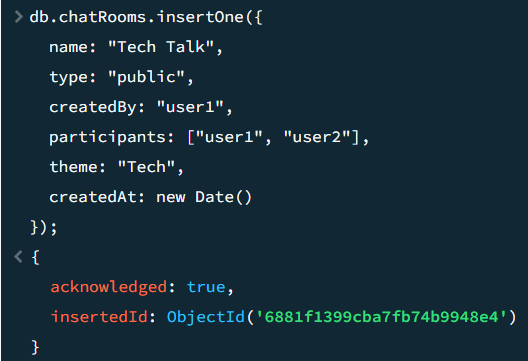 > db.chatRooms.insertOne({
name: "Tech Talk",
type: "public",
createdBy: "user1",
participants: ["user1", "user2"],
theme: "Tech",
createdAt: new Date()
});
< {
acknowledged: true,
insertedId: ObjectId('6881f1399cba7fb74b9948e4')
}